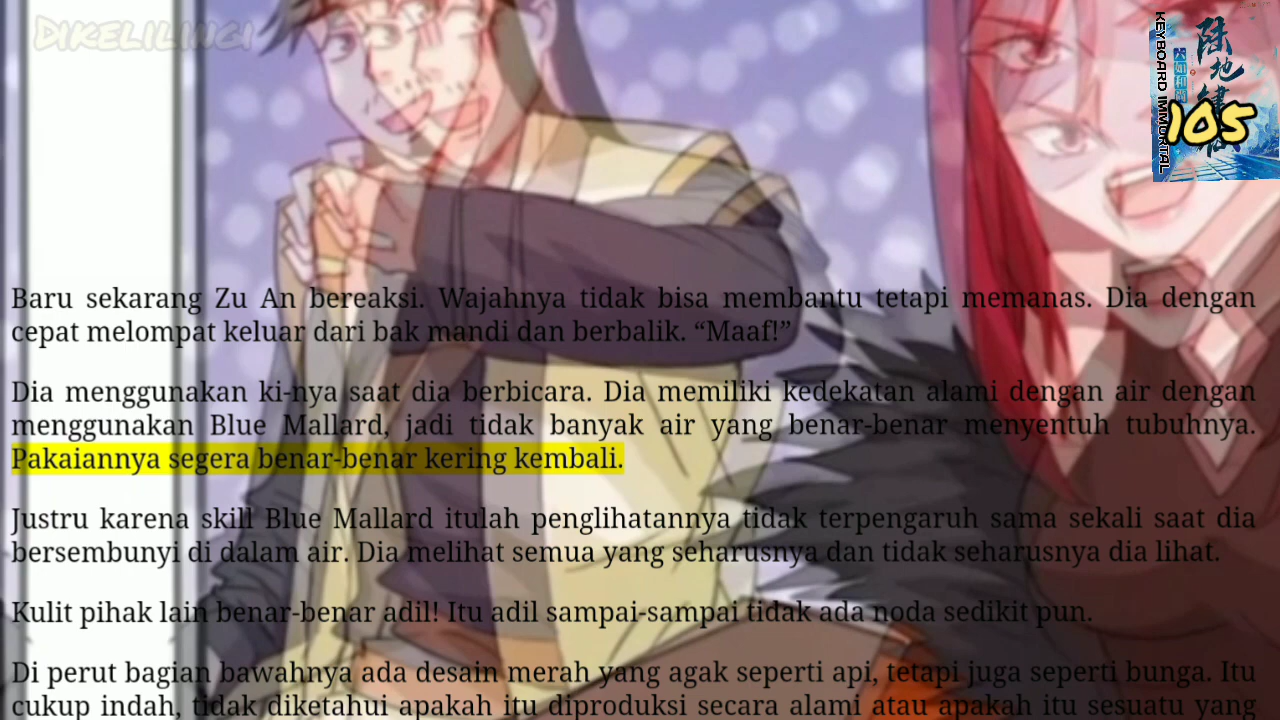 DIKELILINGI
KEYBOARD IMMORTAL
陆地键仙
105
Baru sekarang Zu An bereaksi. Wajahnya tidak bisa membantu tetapi memanas. Dia dengan
cepat melompat keluar dari bak mandi dan berbalik. “Maaf!”
Dia menggunakan ki-nya saat dia berbicara. Dia memiliki kedekatan alami dengan air dengan
menggunakan Blue Mallard, jadi tidak banyak air yang benar-benar menyentuh tubuhnya.
Pakaiannya segera benar-benar kering kembali.
Justru karena skill Blue Mallard itulah penglihatannya tidak terpengaruh sama sekali saat dia
bersembunyi di dalam air. Dia melihat semua yang seharusnya dan tidak seharusnya dia lihat.
Kulit pihak lain benar-benar adil! Itu adil sampai-sampai tidak ada noda sedikit pun.
Di perut bagian bawahnya ada desain merah yang agak seperti api, tetapi juga seperti bunga. Itu
cukup indah, tidak diketahui apakah itu diproduksi secara alami atau apakah itu sesuatu yang